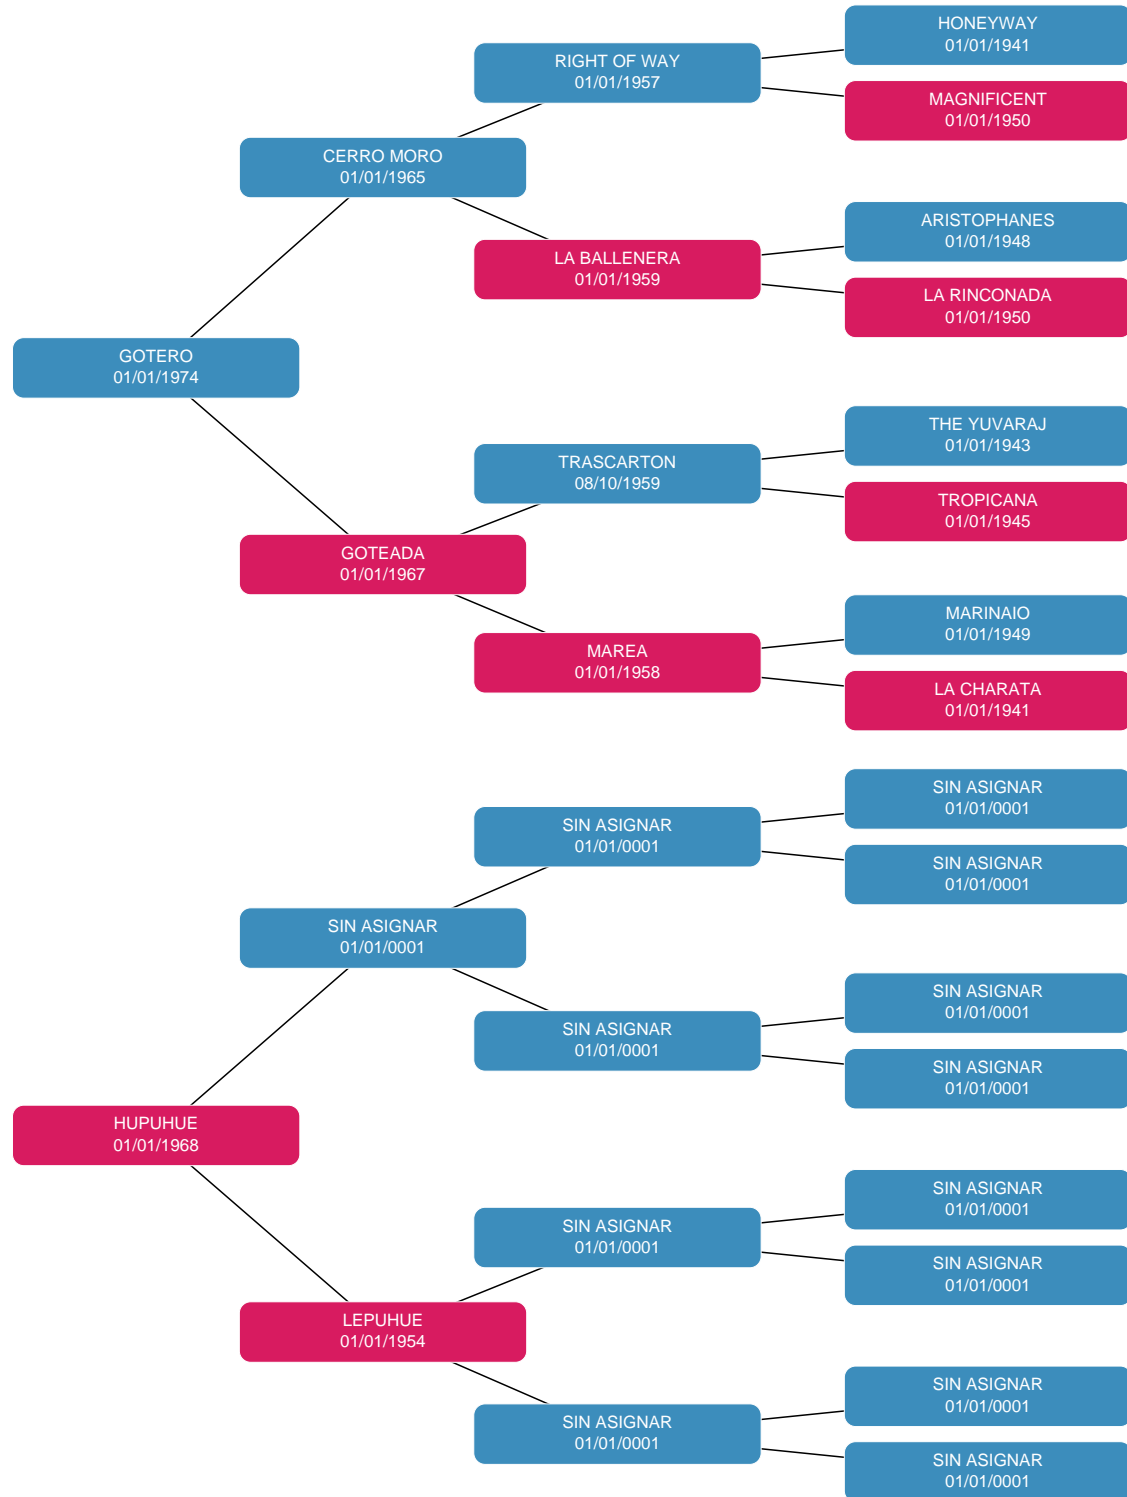 HONEYWAY
01/01/1941
RIGHT OF WAY
01/01/1957
MAGNIFICENT
01/01/1950
CERRO MORO
01/01/1965
ARISTOPHANES
01/01/1948
LA BALLENERA
01/01/1959
LA RINCONADA
01/01/1950
GOTERO
01/01/1974
THE YUVARAJ
01/01/1943
TRASCARTON
08/10/1959
TROPICANA
01/01/1945
GOTEADA
01/01/1967
MARINAIO
01/01/1949
MAREA
01/01/1958
LA CHARATA
01/01/1941
SIN ASIGNAR
01/01/0001
SIN ASIGNAR
01/01/0001
SIN ASIGNAR
01/01/0001
SIN ASIGNAR
01/01/0001
SIN ASIGNAR
01/01/0001
SIN ASIGNAR
01/01/0001
SIN ASIGNAR
01/01/0001
HUPUHUE
01/01/1968
SIN ASIGNAR
01/01/0001
SIN ASIGNAR
01/01/0001
SIN ASIGNAR
01/01/0001
LEPUHUE
01/01/1954
SIN ASIGNAR
01/01/0001
SIN ASIGNAR
01/01/0001
SIN ASIGNAR
01/01/0001